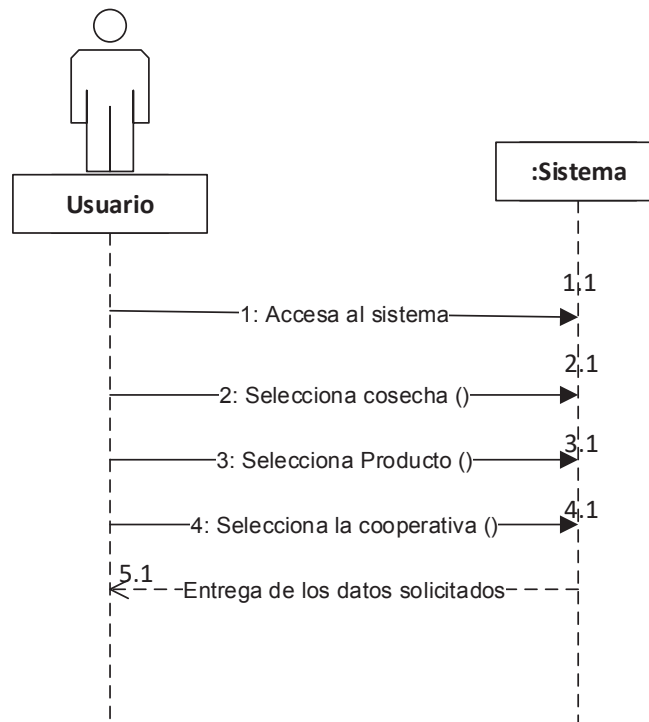 :Sistema
Usuario
1.1
1: Accesa al sistema
2.1
2: Selecciona cosecha ()
3.1
3: Selecciona Producto ()
4.1
4: Selecciona la cooperativa ()
5.1
Entrega de los datos solicitados